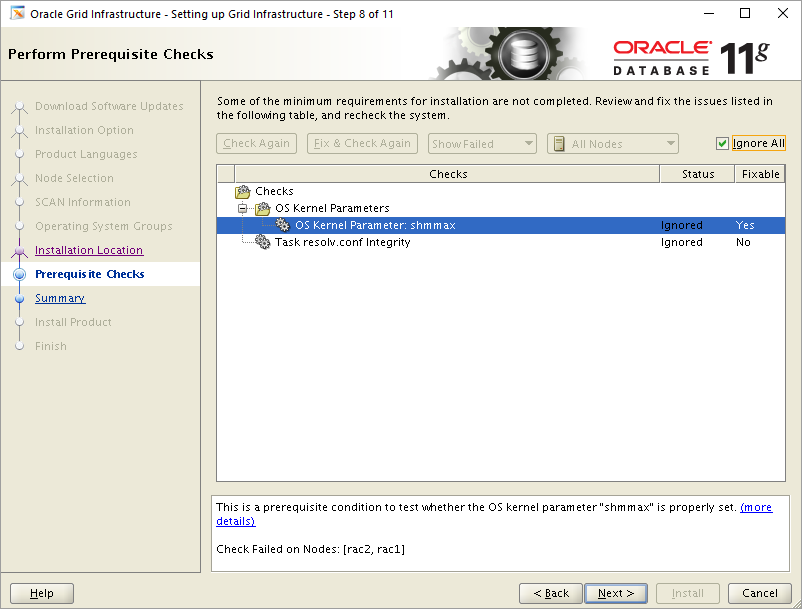 Oracle Grid Infrastructure - Setting up Grid Infrastructure - Step 8 of 11
Perform Prerequisite Checks
ORACLE
DATABASE
11g
Download Software Updates
Installation Option
Product Languages
Node Selection
SCAN Information
Operating System Groups
Installation Location
Prerequisite Checks
Summary
Install Product
Finish
Some of the minimum requirements for installation are not completed. Review and fix the issues listed in
the following table, and recheck the system.
Check Again
Fix & Check Again
Show Failed
All Nodes
Ignore All
Checks Status Fixable
Checks
OS Kernel Parameters
OS Kernel Parameter: shmmax Ignored Yes
Task resolv.conf Integrity Ignored No
This is a prerequisite condition to test whether the OS kernel parameter "shmmax" is properly set. (more
details)
Check Failed on Nodes: [rac2, rac1]
Help
< Back
Next >
Install
Cancel